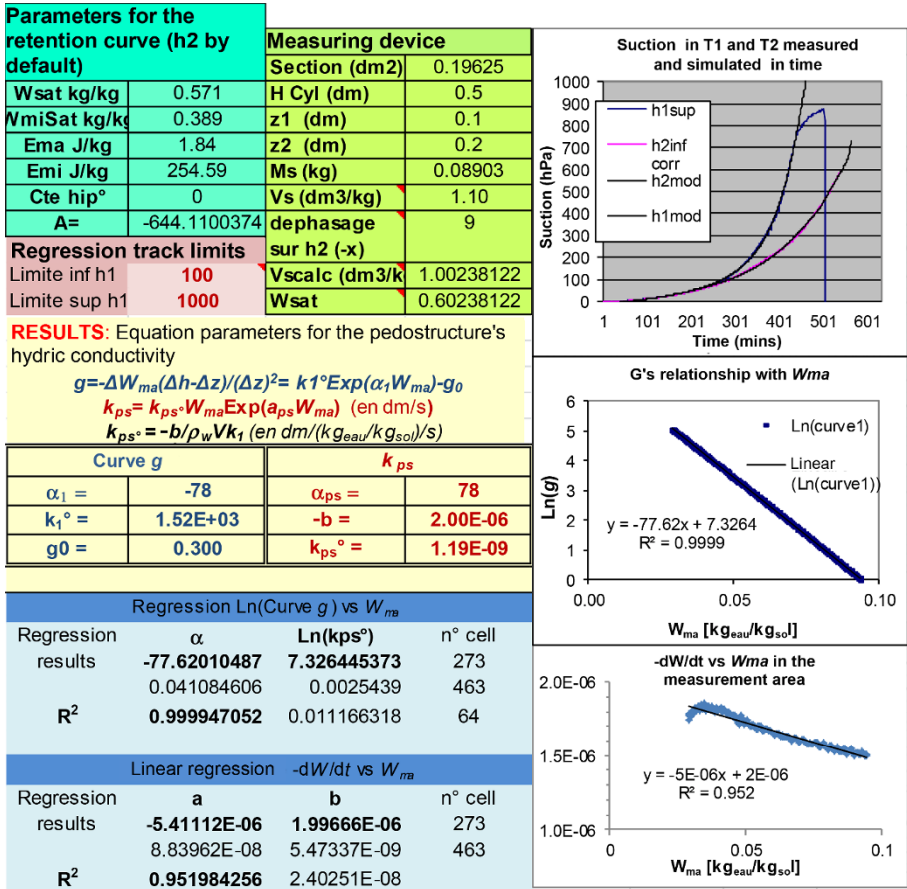 Parameters for the
retention curve (h2 by
default)
Wsat kg/kg 0.571
WmiSat kg/kg 0.389
Ema J/kg 1.84
Emi J/kg 254.59
Cte hip° 0
A= -644.1100374
Regression track limits
Limite inf h1 100
Limite sup h1 1000
Measuring device
Section (dm2) 0.19625
H Cyl (dm) 0.5
z1 (dm) 0.1
z2 (dm) 0.2
Ms (kg) 0.08903
Vs (dm3/kg) 1.10
dephasage 9
sur h2 (-x)
Vscalc (dm3/k 1.00238122
Wsat 0.60238122
RESULTS: Equation parameters for the pedostructure's
hydric conductivity
g=-ΔWma(Δh-Δz)/(Δz)²= k1°Exp(α1Wma)-g0
kps= kps°WmaExp(apsWma) (en dm/s)
kps°=-b/ρwVk1 (en dm/(kgeau/kgsol)/s)
Curve g kps
α1 = -78 αps = 78
k1° = 1.52E+03 -b = 2.00E-06
g0 = 0.300 kps° = 1.19E-09
Regression Ln(Curve g) vs Wma
Regression α Ln(kps°) n° cell
results -77.62010487 7.326445373 273
0.041084606 0.0025439 463
R² 0.999947052 0.011166318 64
Linear regression -dW/dt vs Wma
Regression a b n° cell
results -5.41112E-06 1.99666E-06 273
8.83962E-08 5.47337E-09 463
R² 0.951984256 2.40251E-08
Suction in T1 and T2 measured
and simulated in time
Suction (hPa)
1000
900
800
700
600
500
400
300
200
100
0
h1sup
h2inf
corr
h2mod
h1mod
1 101 201 301 401 501 601
Time (mins)
G's relationship with Wma
Ln(g)
6
5
4
3
2
1
0
Ln(curve1)
Linear
(Ln(curve1))
y = -77.62x + 7.3264
R² = 0.9999
0.00 0.05 0.10
Wma [kgeau/kgsol]
-dW/dt vs Wma in the
measurement area
2.0E-06
1.5E-06
1.0E-06
y = -5E-06x + 2E-06
R² = 0.952
0 0.05 0.1
Wma [kgeau/kgsol]